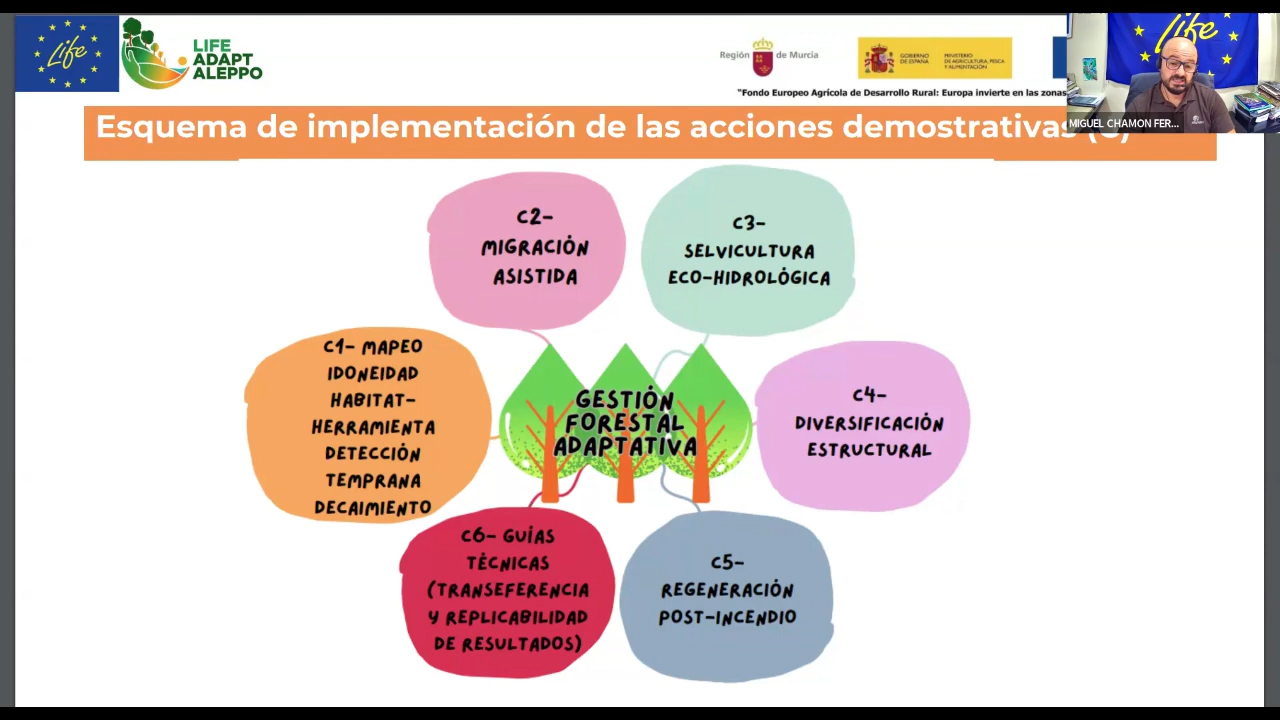 Life
LIFE
ADAPT
ALEPPO
Región de Murcia
GOBIERNO
DE ESPAÑA
MINISTERIO
DE AGRICULTURA, PESCA
Y ALIMENTACIÓN
"Fondo Europeo Agrícola de Desarrollo Rural: Europa invierte en las zonas
Life
MIGUEL CHAMON FER...
Esquema de implementación de las acciones demostrativas (C)
C2-
MIGRACIÓN
ASISTIDA
C3-
SELVICULTURA
ECO-HIDROLÓGICA
C1- MAPEO
IDONEIDAD
HABITAT-
HERRAMIENTA
DETECCIÓN
TEMPRANA
DECAIMIENTO
GESTIÓN
FORESTAL
ADAPTATIVA
C4-
DIVERSIFICACIÓN
ESTRUCTURAL
C6- GUÍAS
TÉCNICAS
(TRANSEFERENCIA
Y REPLICABILIDAD
DE RESULTADOS)
C5-
REGENERACIÓN
POST-INCENDIO